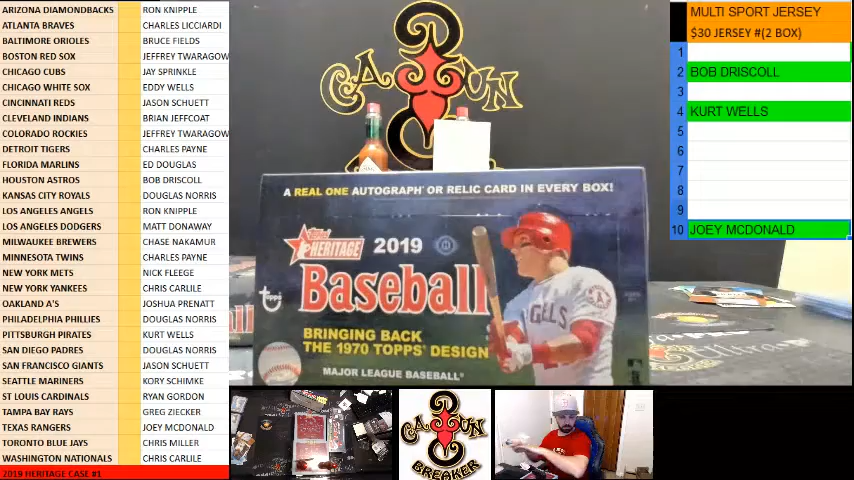 ARIZONA DIAMONDBACKS RON KNIPPLE
ATLANTA BRAVES CHARLES LICCIARDI
BALTIMORE ORIOLES BRUCE FIELDS
BOSTON RED SOX JEFFREY TWARAGOW
CHICAGO CUBS JAY SPRINKLE
CHICAGO WHITE SOX EDDY WELLS
CINCINNATI REDS JASON SCHUETT
CLEVELAND INDIANS BRIAN JEFFCOAT
COLORADO ROCKIES JEFFREY TWARAGOW
DETROIT TIGERS CHARLES PAYNE
FLORIDA MARLINS ED DOUGLAS
HOUSTON ASTROS BOB DRISCOLL
KANSAS CITY ROYALS DOUGLAS NORRIS
LOS ANGELES ANGELS RON KNIPPLE
LOS ANGELES DODGERS MATT DONAWAY
MILWAUKEE BREWERS CHASE NAKAMUR
MINNESOTA TWINS CHARLES PAYNE
NEW YORK METS NICK FLEEGE
NEW YORK YANKEES CHRIS CARLILE
OAKLAND A'S JOSHUA PRENATT
PHILADELPHIA PHILLIES DOUGLAS NORRIS
PITTSBURGH PIRATES KURT WELLS
SAN DIEGO PADRES DOUGLAS NORRIS
SAN FRANCISCO GIANTS JASON SCHUETT
SEATTLE MARINERS KORY SCHIMKE
ST LOUIS CARDINALS RYAN GORDON
TAMPA BAY RAYS GREG ZIECKER
TEXAS RANGERS JOEY MCDONALD
TORONTO BLUE JAYS CHRIS MILLER
WASHINGTON NATIONALS CHRIS CARLILE
2019 HERITAGE CASE #1
CAJUN
A REAL ONE AUTOGRAPH OR RELIC CARD IN EVERY BOX!
Topps
HERITAGE 2019
topps
Baseball
BRINGING BACK
THE 1970 TOPPS DESIGN
MAJOR LEAGUE BASEBALL
ANGELS
CAJUN
BREAKER
MULTI SPORT JERSEY
$30 JERSEY #(2 BOX)
1
2 BOB DRISCOLL
3
4 KURT WELLS
5
6
7
8
9
10 JOEY MCDONALD